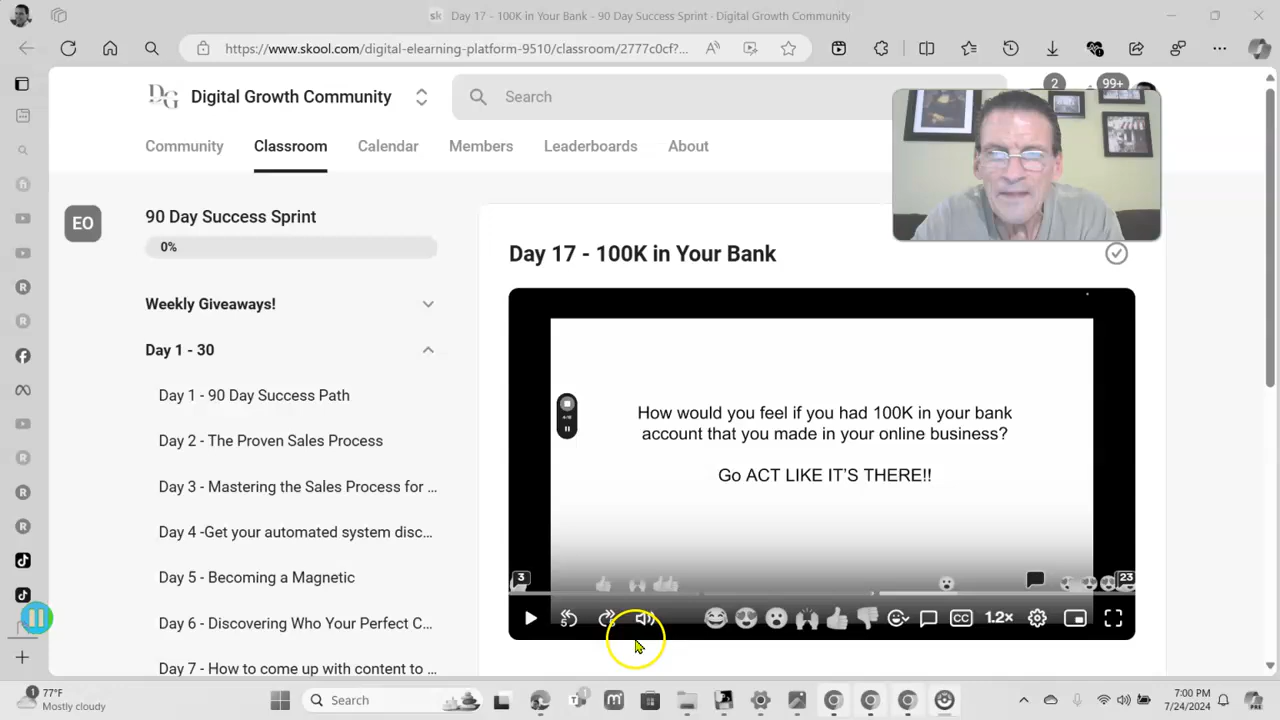 sk Day 17 - 100K in Your Bank - 90 Day Success Sprint · Digital Growth Community
https://www.skool.com/digital-elearning-platform-9510/classroom/2777c0cf?...
DG Digital Growth Community
Search
2
99+
Community Classroom Calendar Members Leaderboards About
EO
90 Day Success Sprint
0%
Weekly Giveaways!
Day 1 - 30
Day 1 - 90 Day Success Path
Day 2 - The Proven Sales Process
Day 3 - Mastering the Sales Process for ...
Day 4 -Get your automated system disc...
Day 5 - Becoming a Magnetic
Day 6 - Discovering Who Your Perfect C...
Day 7 - How to come up with content to ...
Day 17 - 100K in Your Bank
How would you feel if you had 100K in your bank
account that you made in your online business?
Go ACT LIKE IT'S THERE!!
3
23
5
5
CC
1.2×
1
77°F
Mostly cloudy
Search
7:00 PM
7/24/2024